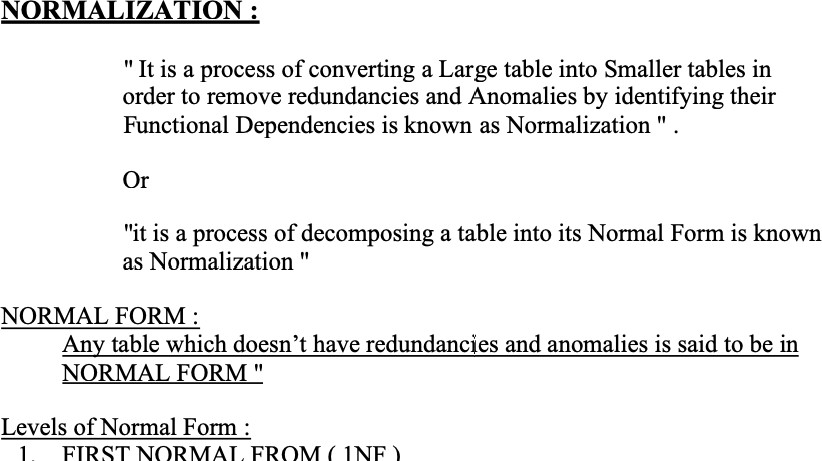 NORMALIZATION :
" It is a process of converting a Large table into Smaller tables in
order to remove redundancies and Anomalies by identifying their
Functional Dependencies is known as Normalization " .
Or
"it is a process of decomposing a table into its Normal Form is known
as Normalization "
NORMAL FORM :
Any table which doesn’t have redundancies and anomalies is said to be in
NORMAL FORM "
Levels of Normal Form :
1. FIRST NORMAL FROM ( 1NF )